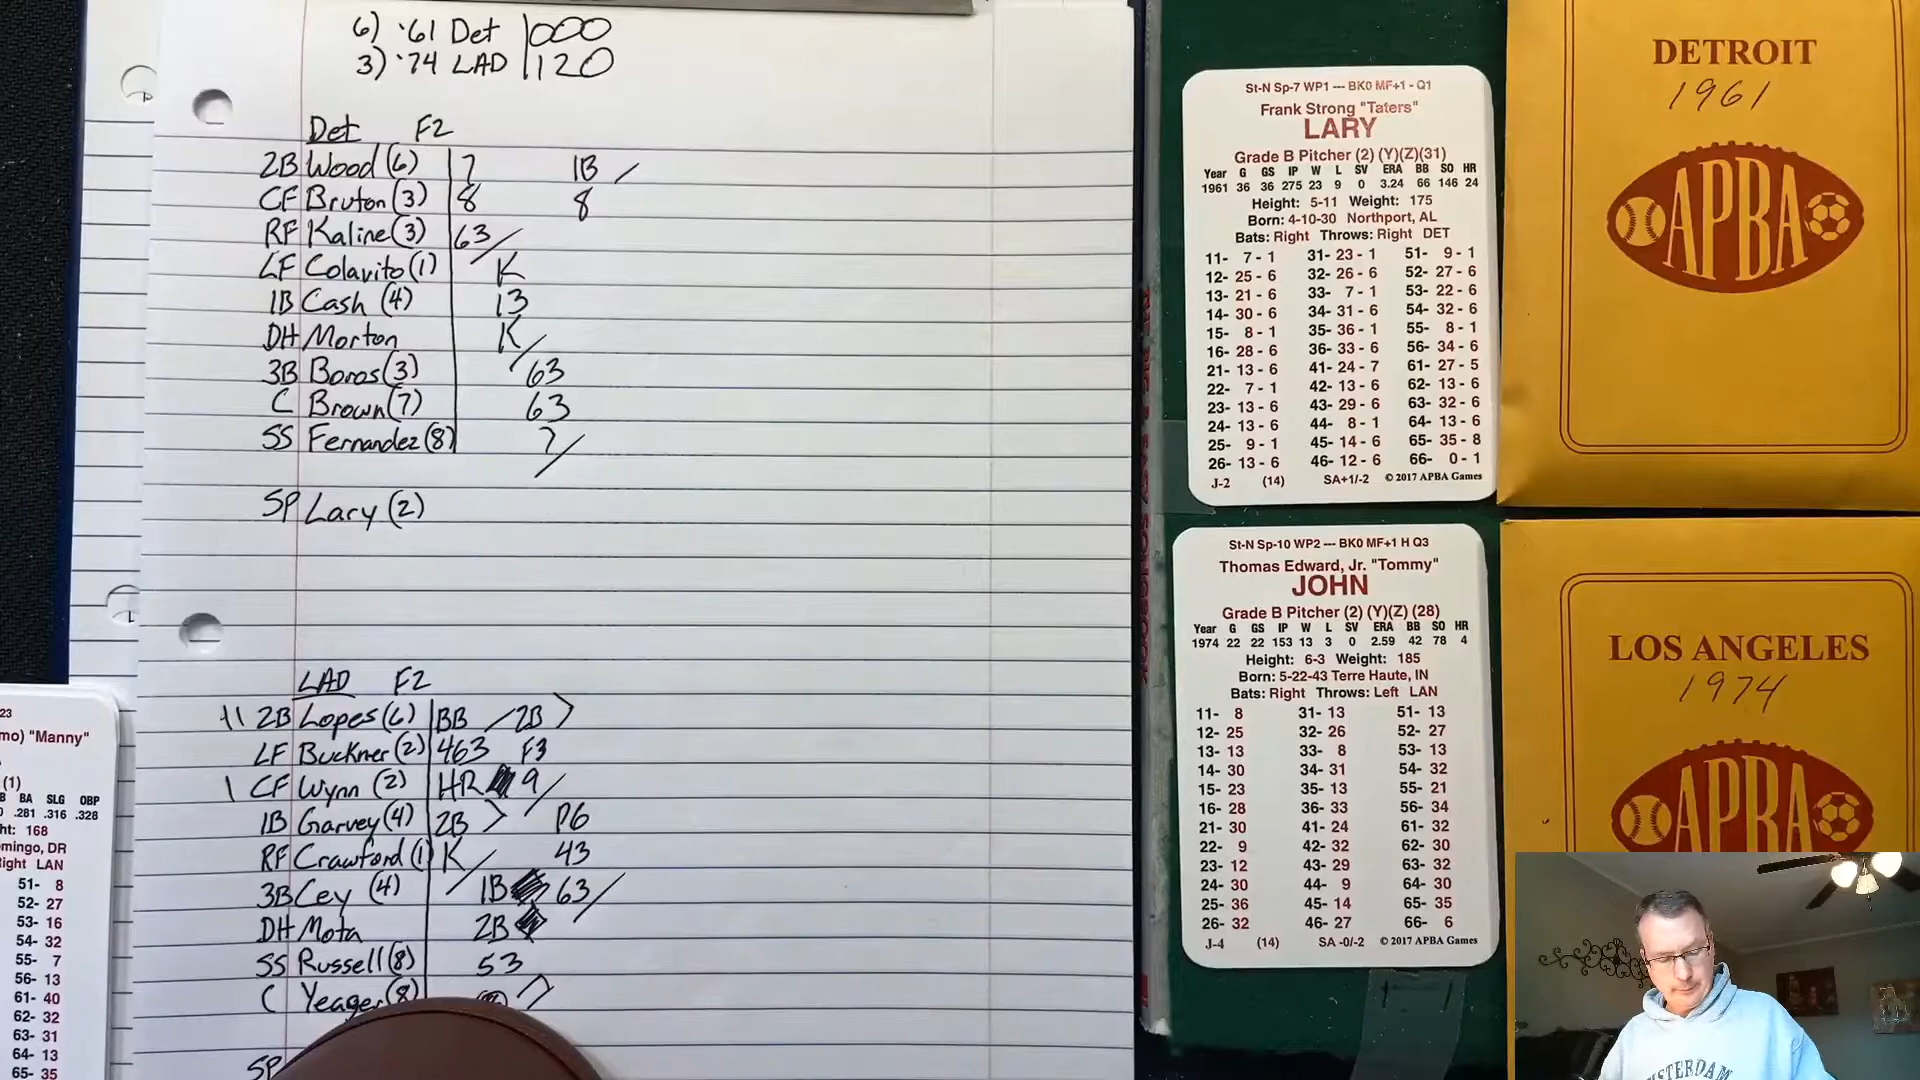 6) '61 Det | 000
3) '74 LAD | 120
Det F2
2B Wood (6) 7 1B /
CF Bruton (3) 8 8
RF Kaline (3) 63 /
LF Colavito (1) K
1B Cash (4) 13
DH Morton K /
3B Boros (3) 63
C Brown (7) 63
SS Fernandez (8) 7 /
SP Lary (2)
LAD F2
11 2B Lopes (6) BB / 2B >
LF Buckner (2) 463 F3
1 CF Wynn (2) HR 9 /
1B Garvey (4) 2B > P6
RF Crawford (1) K / 43
3B Cey (4) 1B 63 /
DH Mota 2B
SS Russell (8) 53
C Yeager (8)
SP
St-N Sp-7 WP1 --- BK0 MF+1 - Q1
Frank Strong "Taters"
LARY
Grade B Pitcher (2) (Y)(Z)(31)
Year G GS IP W L SV ERA BB SO HR
1961 36 36 275 23 9 0 3.24 66 146 24
Height: 5-11 Weight: 175
Born: 4-10-30 Northport, AL
Bats: Right Throws: Right DET
11- 7 - 1 31- 23 - 1 51- 9 - 1
12- 25 - 6 32- 26 - 6 52- 27 - 6
13- 21 - 6 33- 7 - 1 53- 22 - 6
14- 30 - 6 34- 31 - 6 54- 32 - 6
15- 8 - 1 35- 36 - 1 55- 8 - 1
16- 28 - 6 36- 33 - 6 56- 34 - 6
21- 13 - 6 41- 24 - 7 61- 27 - 5
22- 7 - 1 42- 13 - 6 62- 13 - 6
23- 13 - 6 43- 29 - 6 63- 32 - 6
24- 13 - 6 44- 8 - 1 64- 13 - 6
25- 9 - 1 45- 14 - 6 65- 35 - 8
26- 13 - 6 46- 12 - 6 66- 0 - 1
J-2 (14) SA+1/-2 © 2017 APBA Games
St-N Sp-10 WP2 --- BK0 MF+1 H Q3
Thomas Edward, Jr. "Tommy"
JOHN
Grade B Pitcher (2) (Y)(Z) (28)
Year G GS IP W L SV ERA BB SO HR
1974 22 22 153 13 3 0 2.59 42 78 4
Height: 6-3 Weight: 185
Born: 5-22-43 Terre Haute, IN
Bats: Right Throws: Left LAN
11- 8 31- 13 51- 13
12- 25 32- 26 52- 27
13- 13 33- 8 53- 13
14- 30 34- 31 54- 32
15- 23 35- 13 55- 21
16- 28 36- 33 56- 34
21- 30 41- 24 61- 32
22- 9 42- 32 62- 30
23- 12 43- 29 63- 32
24- 30 44- 9 64- 30
25- 36 45- 14 65- 35
26- 32 46- 27 66- 6
J-4 (14) SA -0/-2 © 2017 APBA Games
DETROIT
1961
APBA
LOS ANGELES
1974
APBA
23
mo) "Manny"
(1)
B BA SLG OBP
0 .281 .316 .328
ht: 168
omingo, DR
ight LAN
51- 8
52- 27
53- 16
54- 32
55- 7
56- 13
61- 40
62- 32
63- 31
64- 13
65- 35